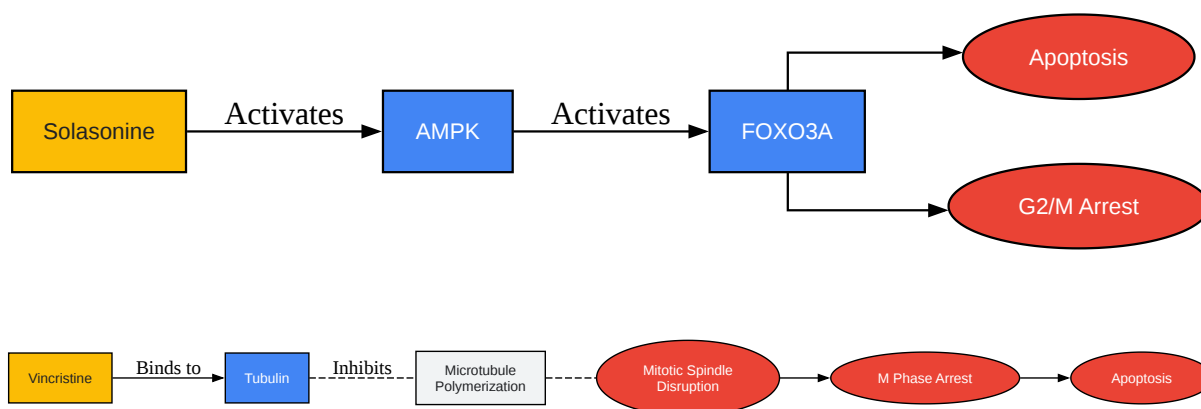 Apoptosis
Solasonine
Activates
AMPK
Activates
FOXO3A
G2/M Arrest
Vincristine
Binds to
Tubulin
Inhibits
Microtubule
Polymerization
Mitotic Spindle
Disruption
M Phase Arrest
Apoptosis